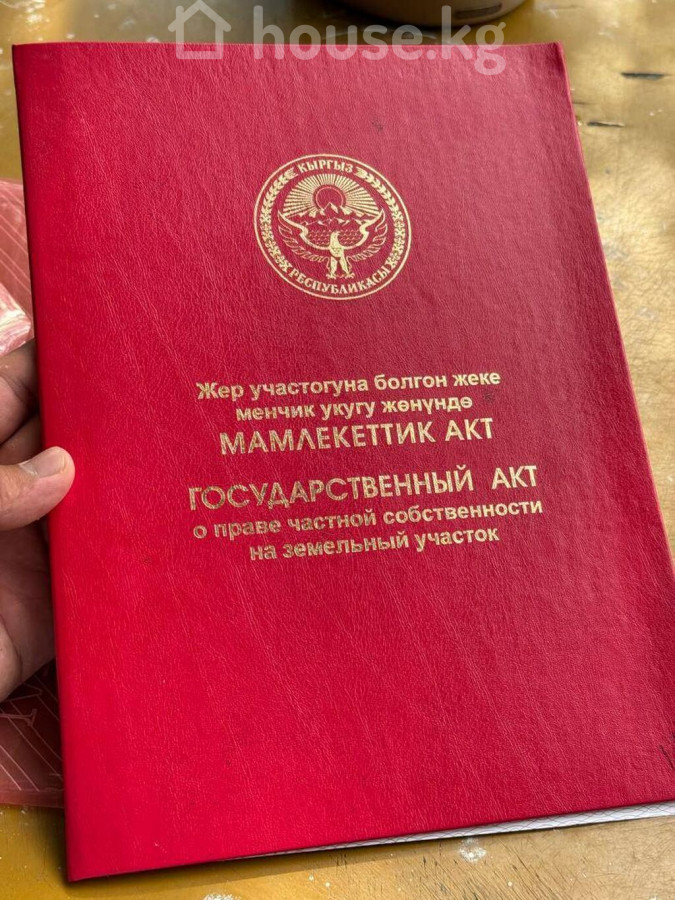 house.kg
КЫРГЫЗ
РЕСПУБЛИКАСЫ
Жер участогуна болгон жеке
менчик укугу жөнүндө
МАМЛЕКЕТТИК АКТ
ГОСУДАРСТВЕННЫЙ АКТ
о праве частной собственности
на земельный участок